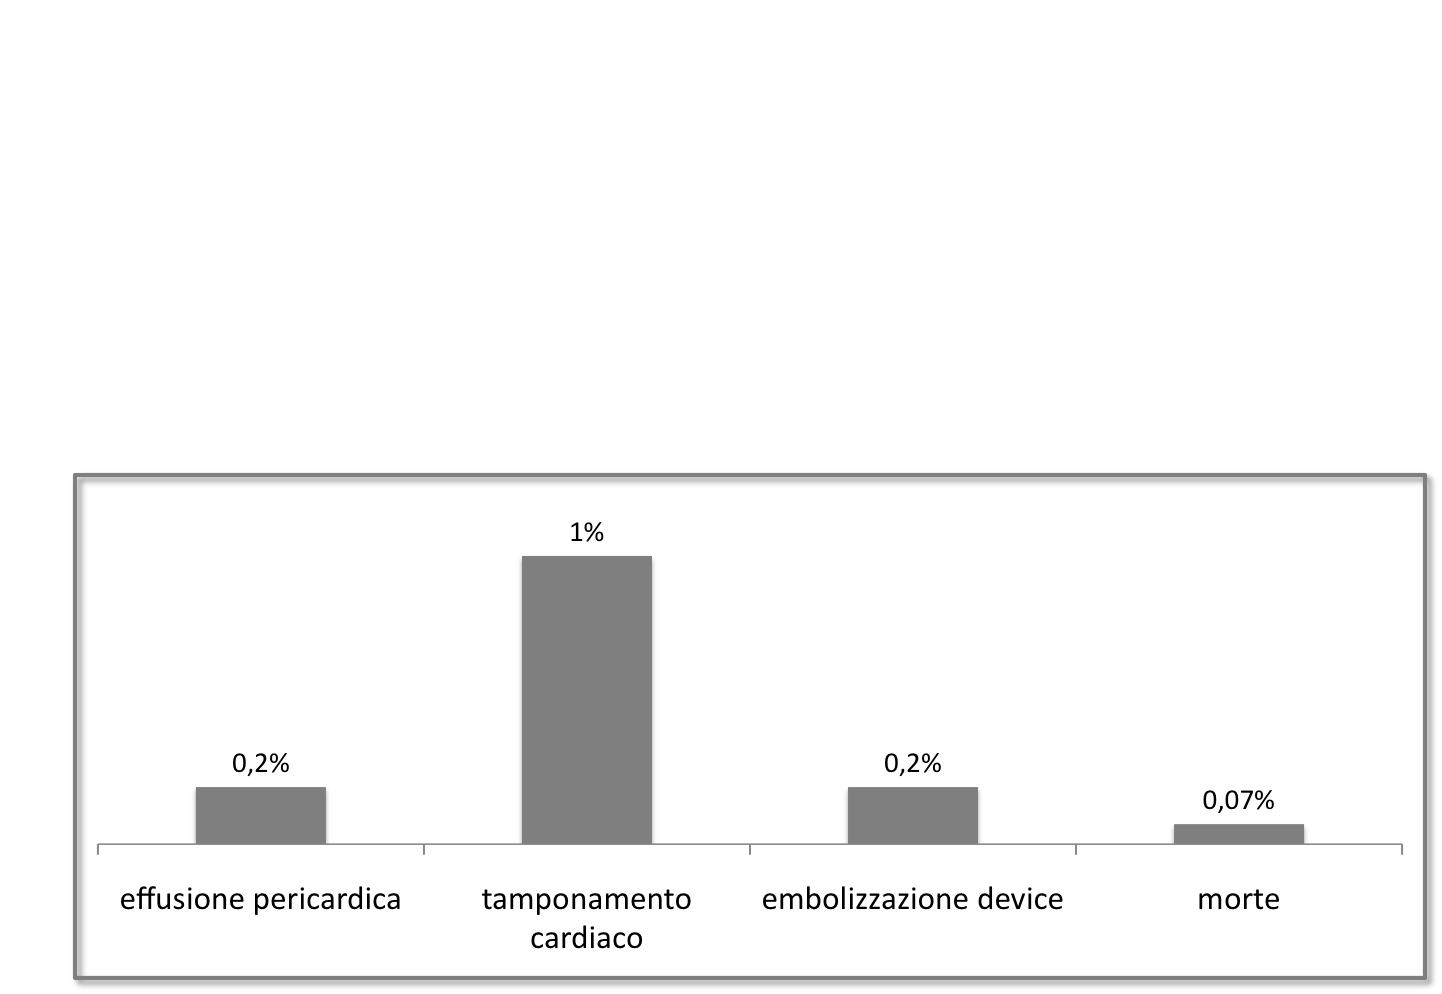 1%
0,2%
0,2%
0,07%
effusione pericardica
tamponamento
cardiaco
embolizzazione device
morte